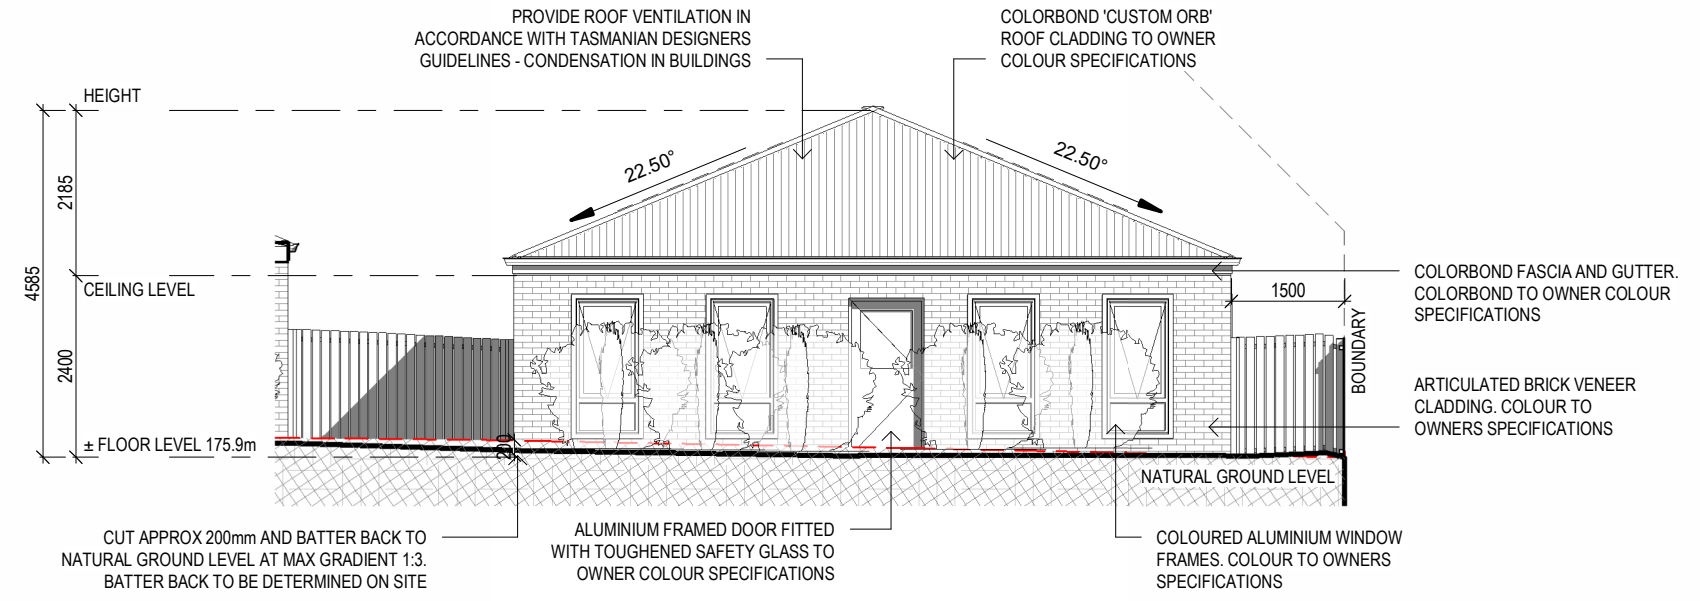 PROVIDE ROOF VENTILATION IN
ACCORDANCE WITH TASMANIAN DESIGNERS
GUIDELINES - CONDENSATION IN BUILDINGS
COLORBOND 'CUSTOM ORB'
ROOF CLADDING TO OWNER
COLOUR SPECIFICATIONS
HEIGHT
22.50°
22.50°
2185
4585
CEILING LEVEL
2400
COLORBOND FASCIA AND GUTTER.
COLORBOND TO OWNER COLOUR
SPECIFICATIONS
1500
BOUNDARY
ARTICULATED BRICK VENEER
CLADDING. COLOUR TO
OWNERS SPECIFICATIONS
± FLOOR LEVEL 175.9m
200
NATURAL GROUND LEVEL
CUT APPROX 200mm AND BATTER BACK TO
NATURAL GROUND LEVEL AT MAX GRADIENT 1:3.
BATTER BACK TO BE DETERMINED ON SITE
ALUMINIUM FRAMED DOOR FITTED
WITH TOUGHENED SAFETY GLASS TO
OWNER COLOUR SPECIFICATIONS
COLOURED ALUMINIUM WINDOW
FRAMES. COLOUR TO OWNERS
SPECIFICATIONS